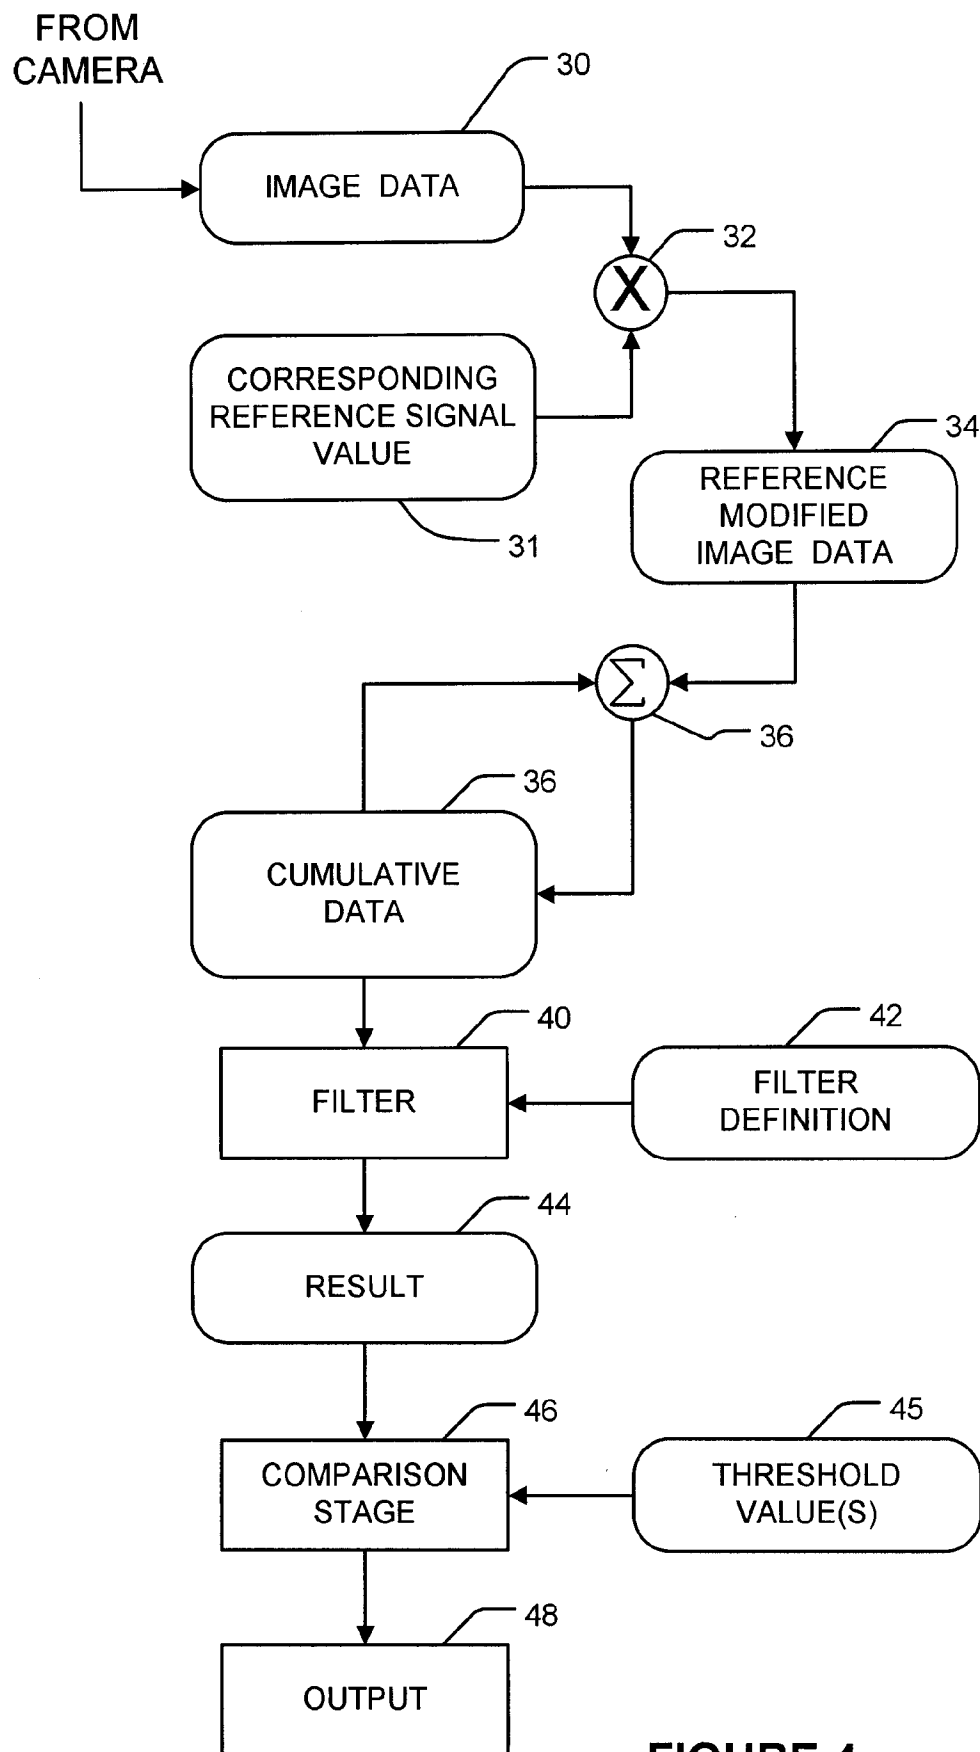 FROM
CAMERA
30
IMAGE DATA
32
X
CORRESPONDING
REFERENCE SIGNAL
VALUE
31
34
REFERENCE
MODIFIED
IMAGE DATA
Σ
36
36
CUMULATIVE
DATA
40
FILTER
42
FILTER
DEFINITION
44
RESULT
46
COMPARISON
STAGE
45
THRESHOLD
VALUE(S)
48
OUTPUT